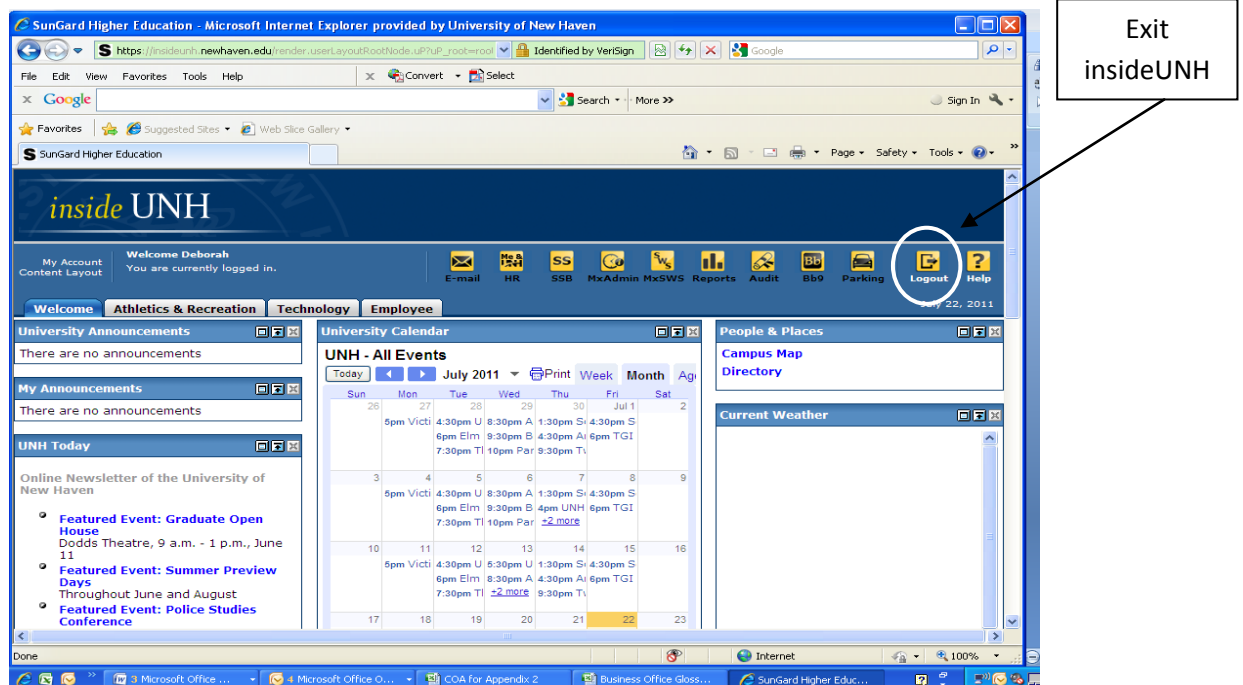 SunGard Higher Education - Microsoft Internet Explorer provided by University of New Haven
https://insideunh.newhaven.edu/render.userLayoutRootNode.uP?uP_root=root Identified by VeriSign Google
File Edit View Favorites Tools Help x Convert Select
x Google Search More >> Sign In
Favorites Suggested Sites Web Slice Gallery
SunGard Higher Education Page Safety Tools »
Exit
insideUNH
inside UNH
My Account
Content Layout
Welcome Deborah
You are currently logged in.
E-mail HR SSB MxAdmin MxSWS Reports Audit Bb9 Parking Logout Help
Welcome Athletics & Recreation Technology Employee
July 22, 2011
University Announcements
There are no announcements
My Announcements
There are no announcements
UNH Today
Online Newsletter of the University of
New Haven
Featured Event: Graduate Open
House
Dodds Theatre, 9 a.m. - 1 p.m., June
11
Featured Event: Summer Preview
Days
Throughout June and August
Featured Event: Police Studies
Conference
University Calendar
UNH - All Events
Today July 2011 Print Week Month Ag
Sun Mon Tue Wed Thu Fri Sat
26 27 28 29 30 Jul 1 2
5pm Victi 4:30pm U 8:30pm A 1:30pm S 4:30pm S
6pm Elm 9:30pm B 4:30pm A 6pm TGI
7:30pm Tl 10pm Par 9:30pm T
3 4 5 6 7 8 9
5pm Victi 4:30pm U 8:30pm A 1:30pm S 4:30pm S
6pm Elm 9:30pm B 4pm UNH 6pm TGI
7:30pm Tl 10pm Par +2 more
10 11 12 13 14 15 16
5pm Victi 4:30pm U 5:30pm U 1:30pm S 4:30pm S
6pm Elm 8:30pm A 4:30pm A 6pm TGI
7:30pm Tl +2 more 9:30pm T
17 18 19 20 21 22 23
People & Places
Campus Map
Directory
Current Weather
Done Internet 100%
3 Microsoft Office ... 4 Microsoft Office O... COA for Appendix 2 Business Office Gloss... SunGard Higher Educ...